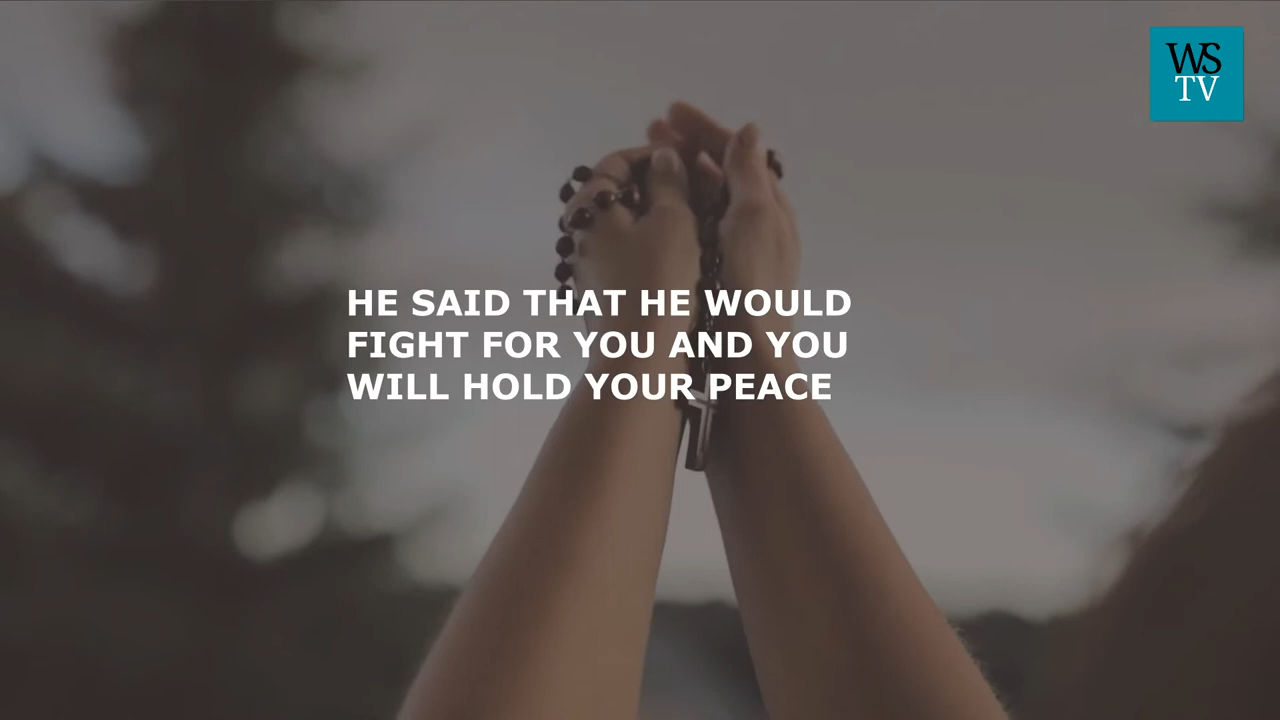 WS
TV
HE SAID THAT HE WOULD
FIGHT FOR YOU AND YOU
WILL HOLD YOUR PEACE